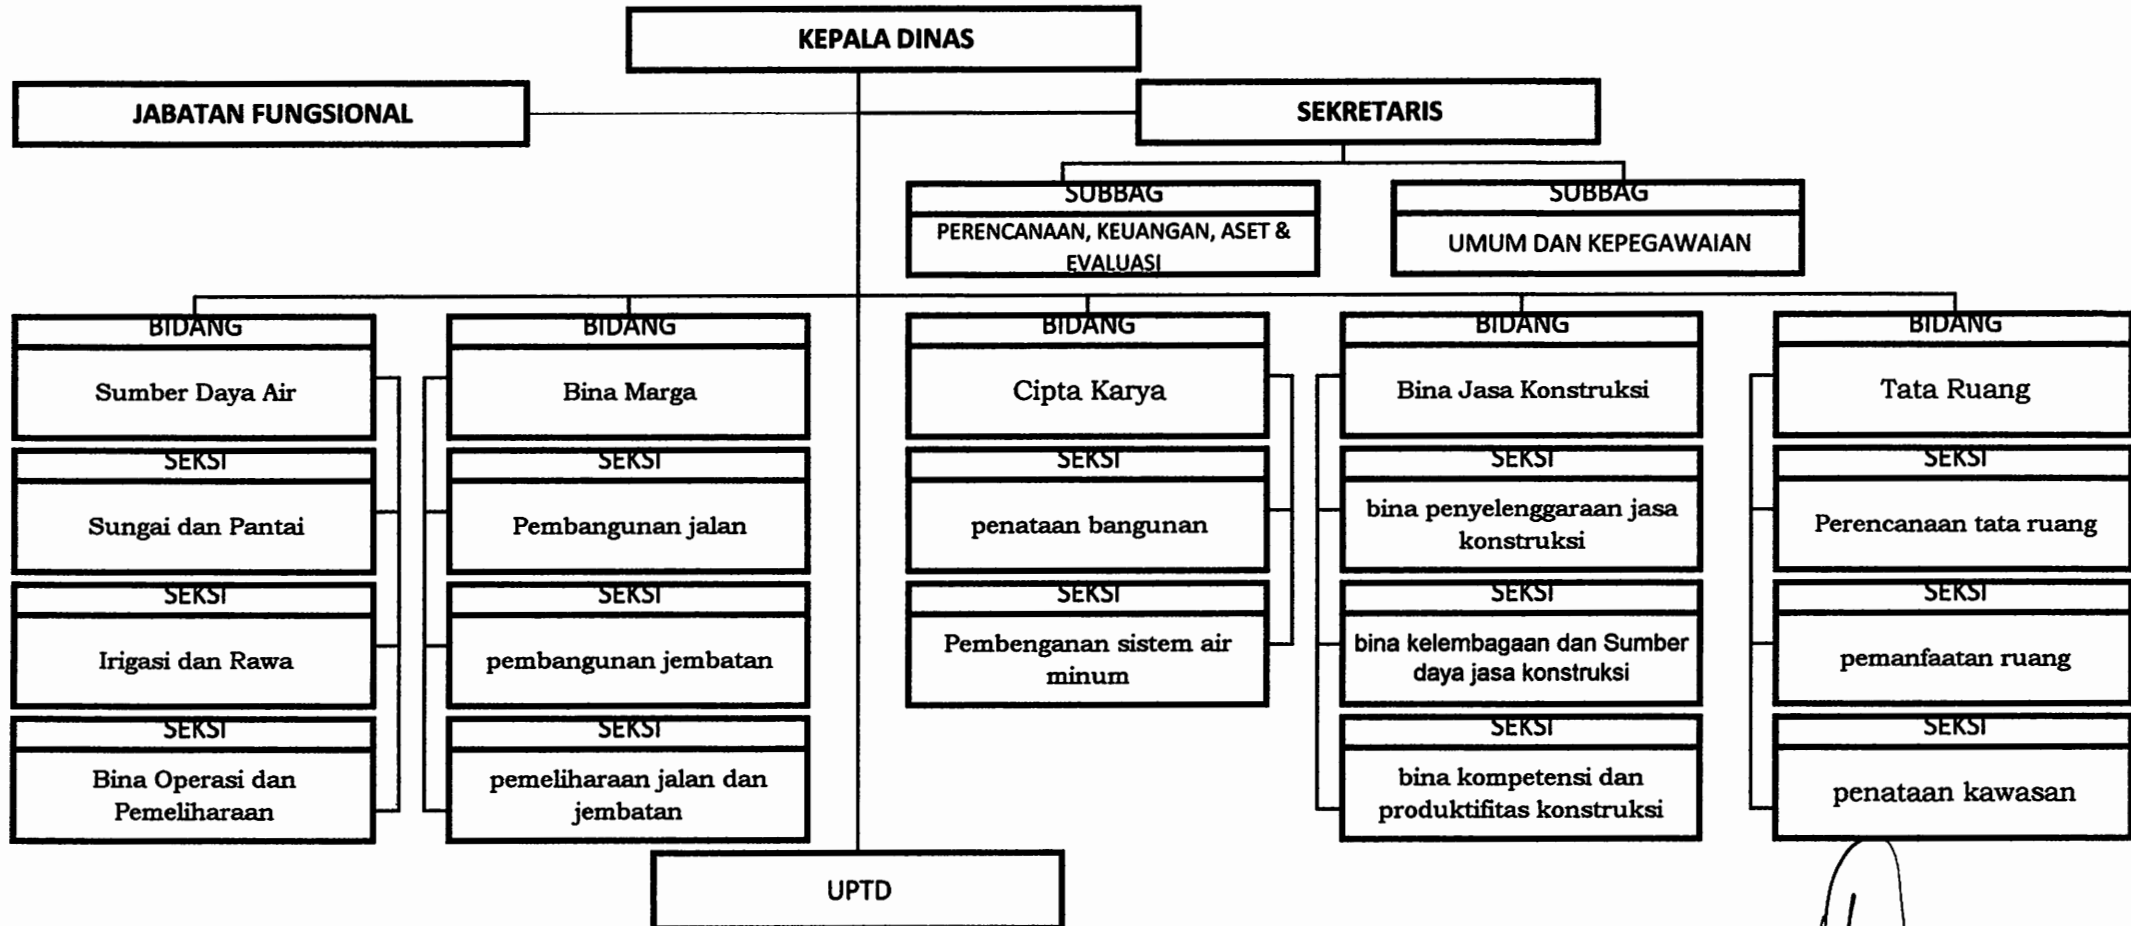 KEPALA DINAS
JABATAN FUNGSIONAL
SEKRETARIS
SUBBAG
PERENCANAAN, KEUANGAN, ASET &
EVALUASI
SUBBAG
UMUM DAN KEPEGAWAIAN
BIDANG
Sumber Daya Air
SEKSI
Sungai dan Pantai
SEKSI
Irigasi dan Rawa
SEKSI
Bina Operasi dan
Pemeliharaan
BIDANG
Bina Marga
SEKSI
Pembangunan jalan
SEKSI
pembangunan jembatan
SEKSI
pemeliharaan jalan dan
jembatan
BIDANG
Cipta Karya
SEKSI
penataan bangunan
SEKSI
Pembenganan sistem air
minum
BIDANG
Bina Jasa Konstruksi
SEKSI
bina penyelenggaraan jasa
konstruksi
SEKSI
bina kelembagaan dan Sumber
daya jasa konstruksi
SEKSI
bina kompetensi dan
produktifitas konstruksi
BIDANG
Tata Ruang
SEKSI
Perencanaan tata ruang
SEKSI
pemanfaatan ruang
SEKSI
penataan kawasan
UPTD